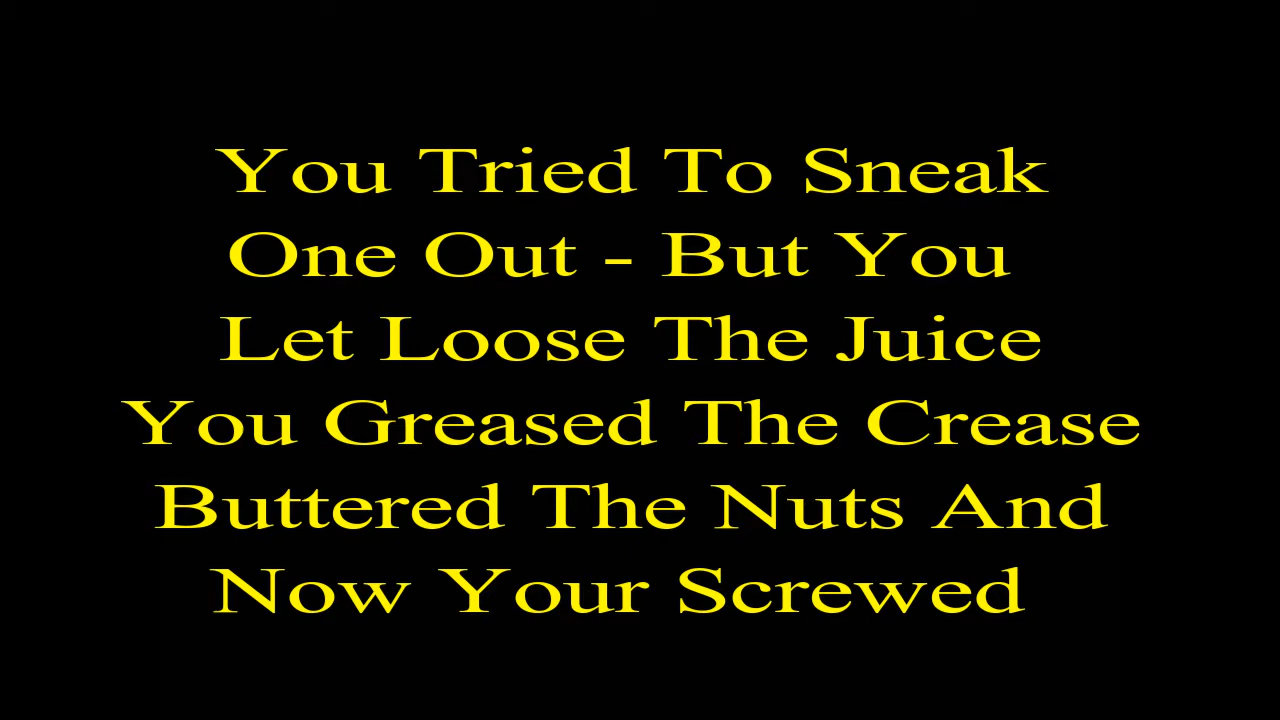 You Tried To Sneak
One Out - But You
Let Loose The Juice
You Greased The Crease
Buttered The Nuts And
Now Your Screwed